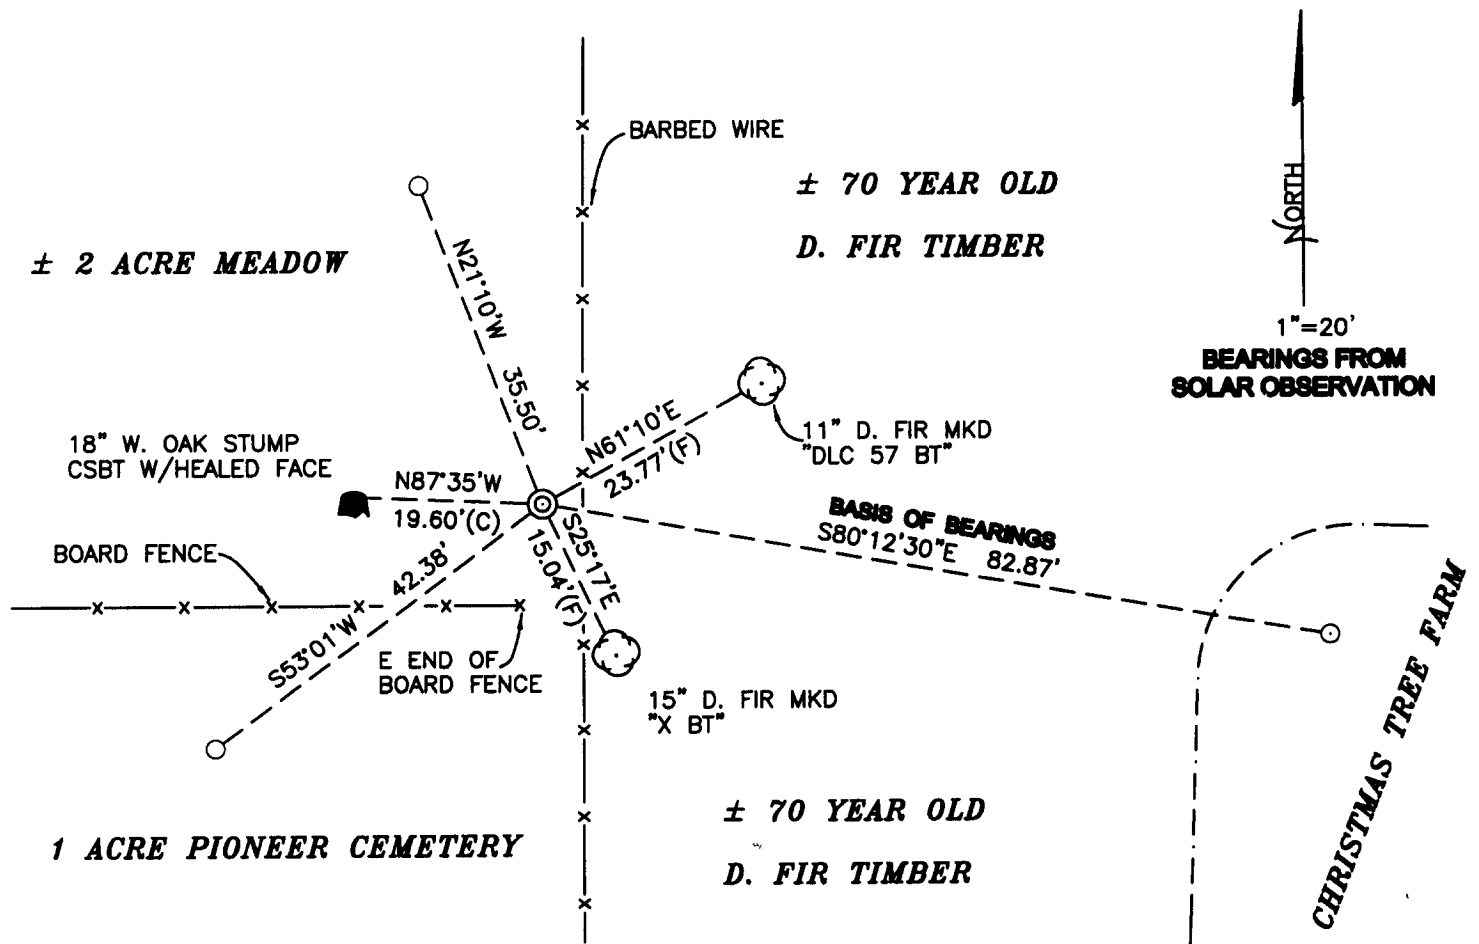 BARBED WIRE
± 70 YEAR OLD
D. FIR TIMBER
NORTH
1"=20'
BEARINGS FROM
SOLAR OBSERVATION
± 2 ACRE MEADOW
N21°10'W 35.50'
N61°10'E
23.77'(F)
11" D. FIR MKD
"DLC 57 BT"
18" W. OAK STUMP
CSBT W/HEALED FACE
N87°35'W
19.60'(C)
BASIS OF BEARINGS
S80°12'30"E 82.87'
S25°17'E
15.04'(F)
BOARD FENCE
S53°01'W 42.38'
E END OF
BOARD FENCE
15" D. FIR MKD
"X BT"
CHRISTMAS TREE FARM
1 ACRE PIONEER CEMETERY
± 70 YEAR OLD
D. FIR TIMBER